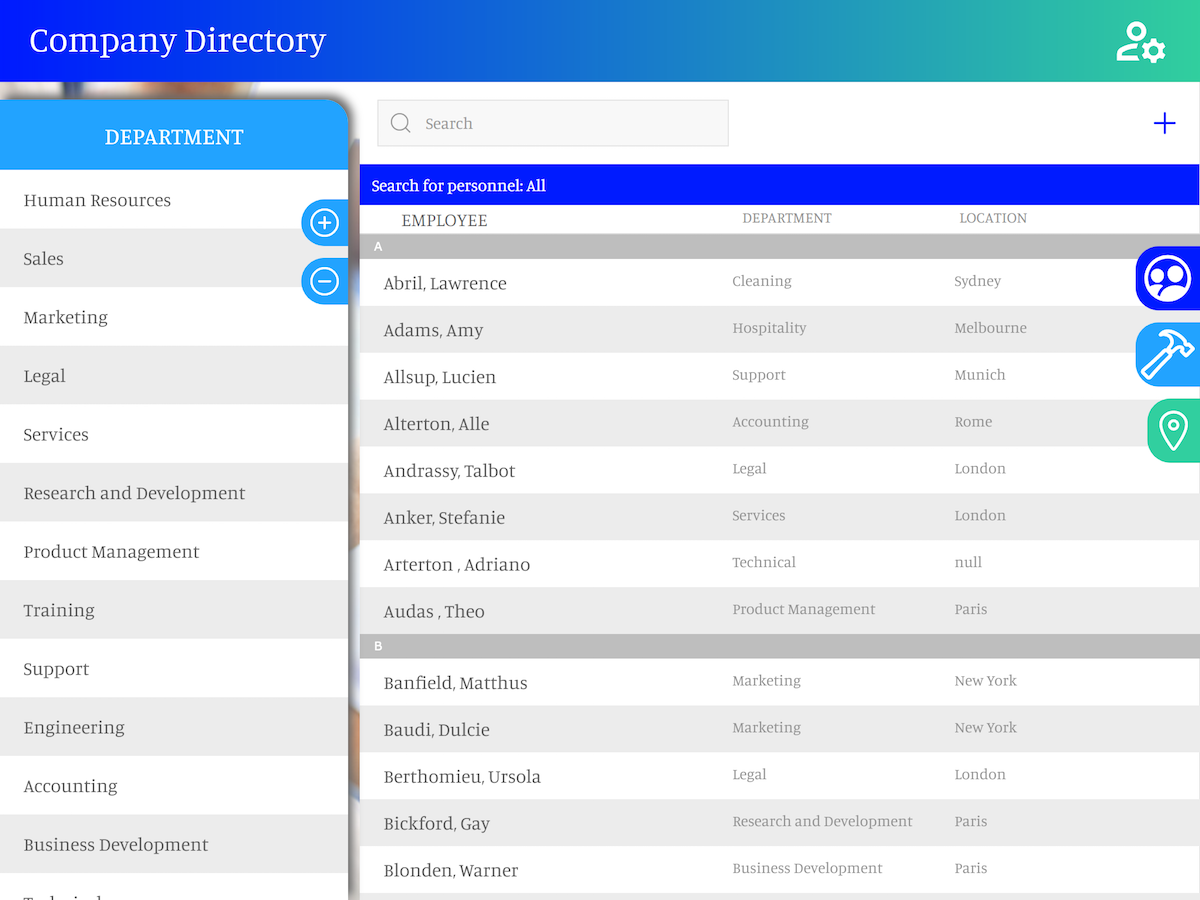 Company Directory
DEPARTMENT
Human Resources
Sales
Marketing
Legal
Services
Research and Development
Product Management
Training
Support
Engineering
Accounting
Business Development
Search
Search for personnel: All
EMPLOYEE DEPARTMENT LOCATION
A
Abril, Lawrence Cleaning Sydney
Adams, Amy Hospitality Melbourne
Allsup, Lucien Support Munich
Alterton, Alle Accounting Rome
Andrassy, Talbot Legal London
Anker, Stefanie Services London
Arterton , Adriano Technical null
Audas , Theo Product Management Paris
B
Banfield, Matthus Marketing New York
Baudi, Dulcie Marketing New York
Berthomieu, Ursola Legal London
Bickford, Gay Research and Development Paris
Blonden, Warner Business Development Paris